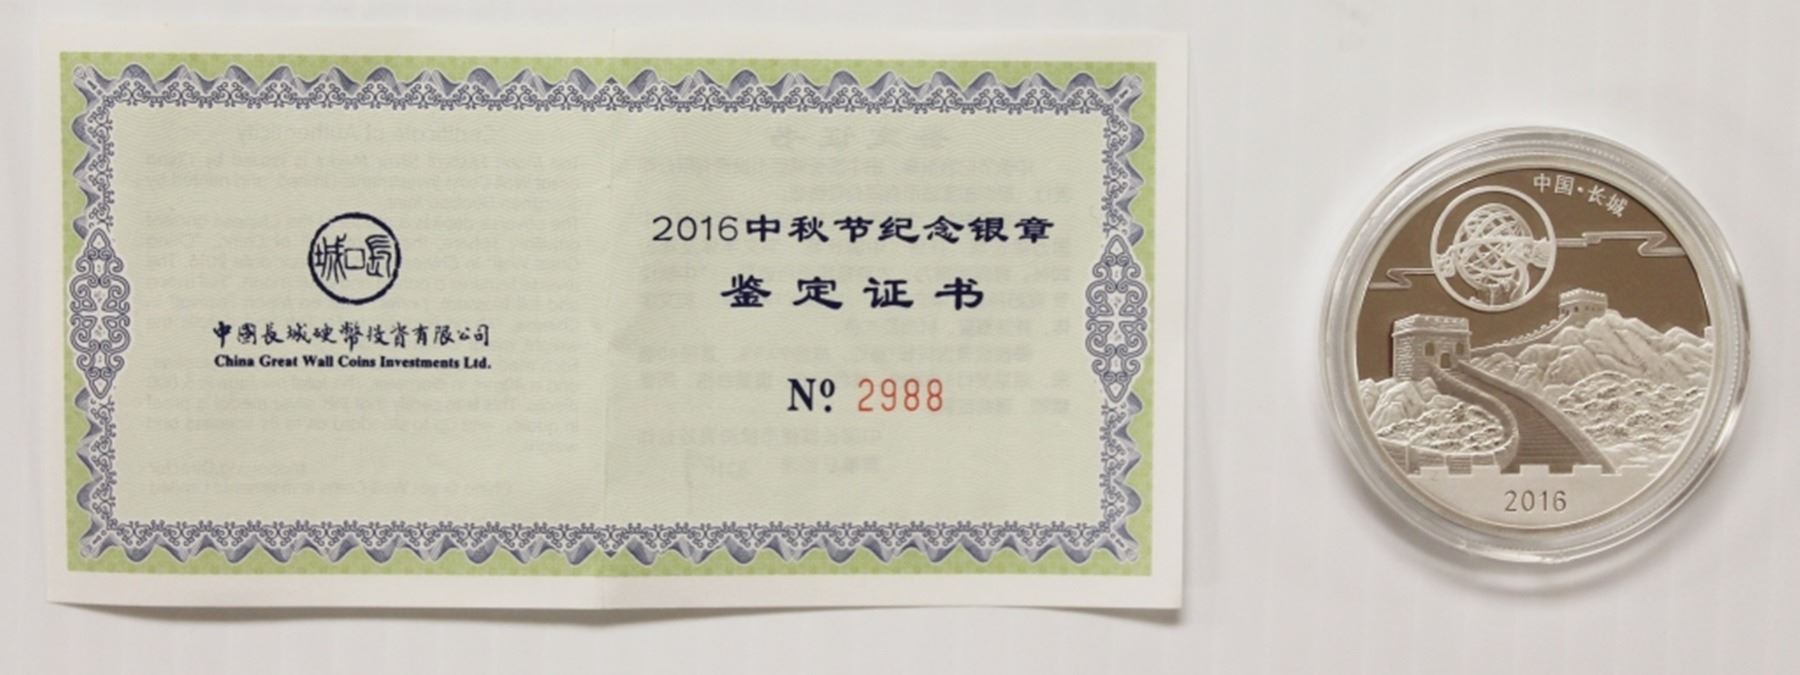 中國長城硬幣投資有限公司
China Great Wall Coins Investments Ltd.
2016中秋节纪念银章
鉴定证书
Nº 2988
中国·长城
2016